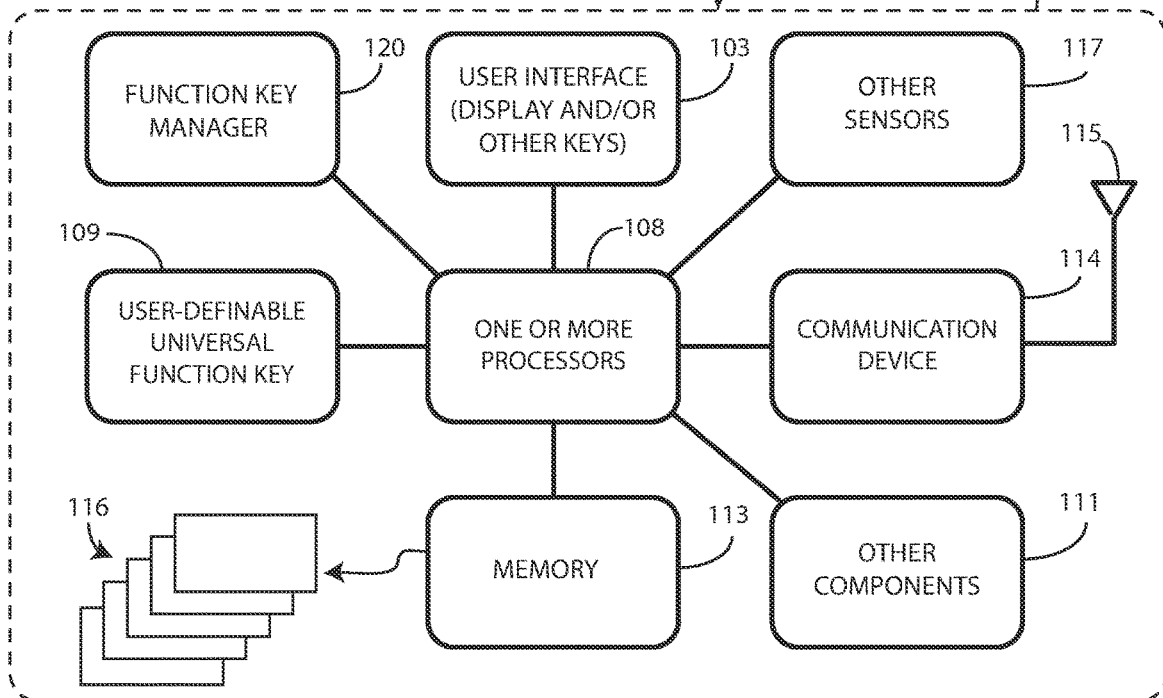 120
FUNCTION KEY
MANAGER
103
USER INTERFACE
(DISPLAY AND/OR
OTHER KEYS)
117
OTHER
SENSORS
115
109
USER-DEFINABLE
UNIVERSAL
FUNCTION KEY
108
ONE OR MORE
PROCESSORS
114
COMMUNICATION
DEVICE
116
113
MEMORY
111
OTHER
COMPONENTS